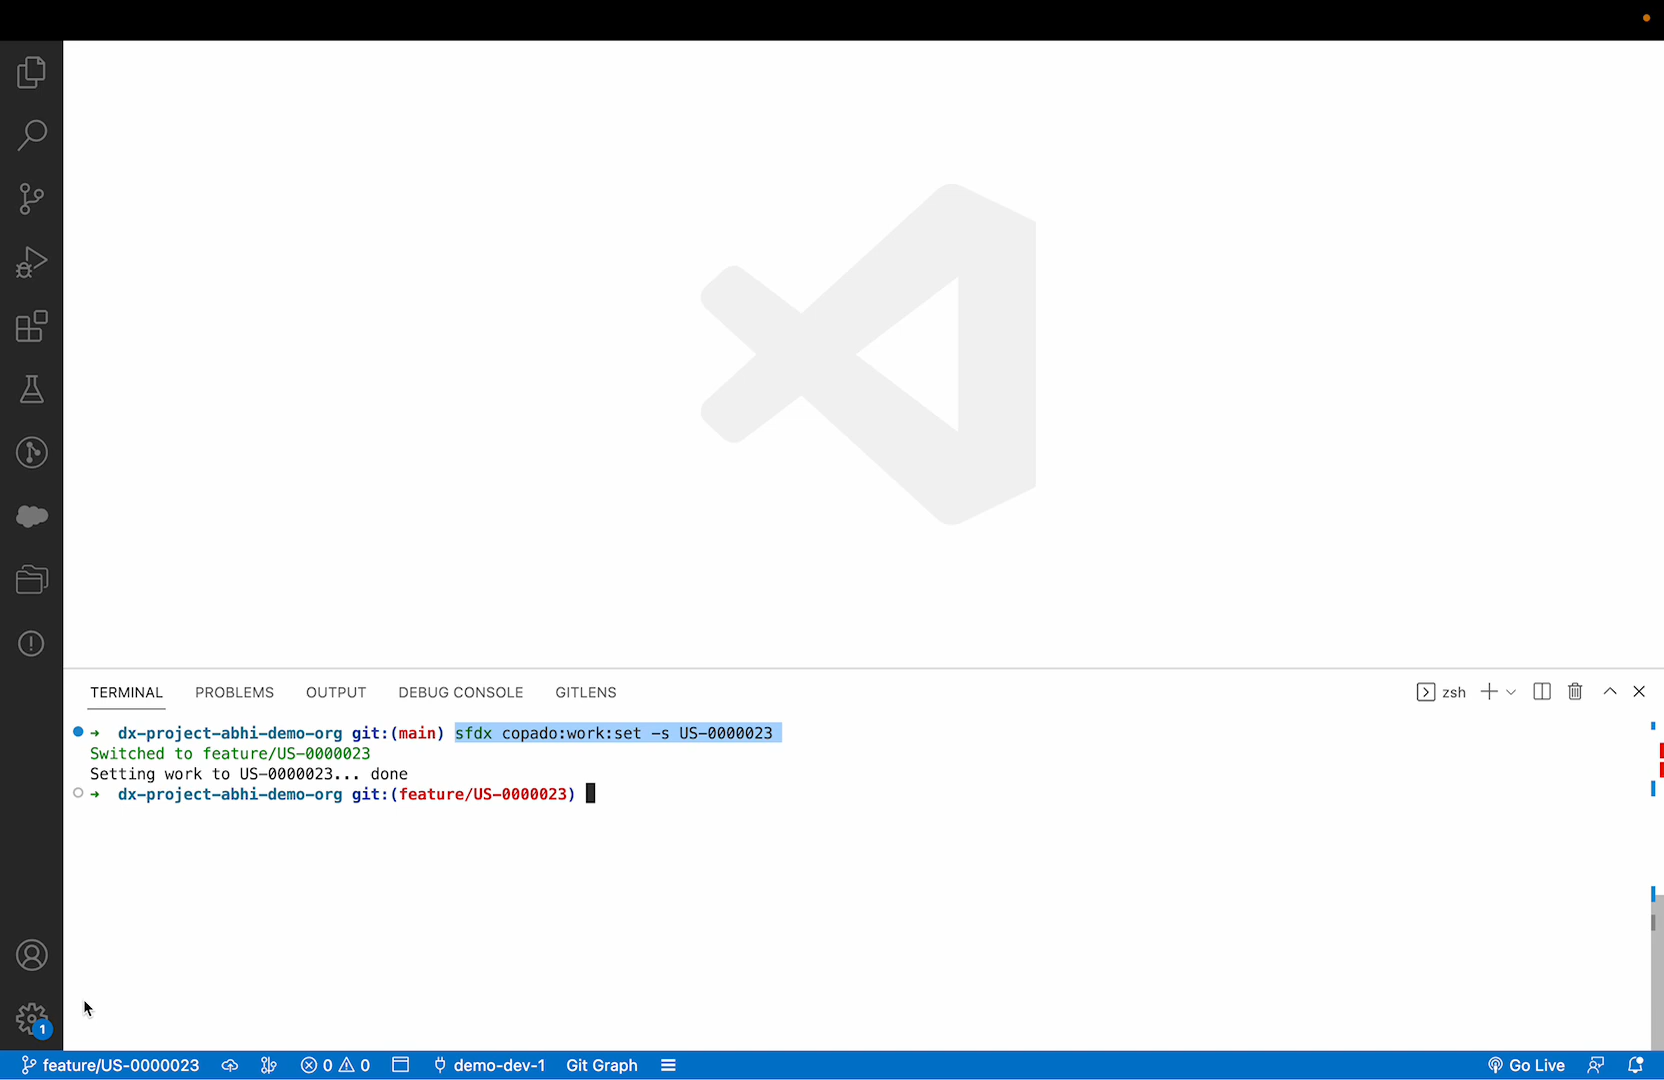 TERMINAL PROBLEMS OUTPUT DEBUG CONSOLE GITLENS zsh
➜ dx-project-abhi-demo-org git:(main) sfdx copado:work:set -s US-0000023
Switched to feature/US-0000023
Setting work to US-0000023... done
➜ dx-project-abhi-demo-org git:(feature/US-0000023)
1
feature/US-0000023 0 0 demo-dev-1 Git Graph Go Live